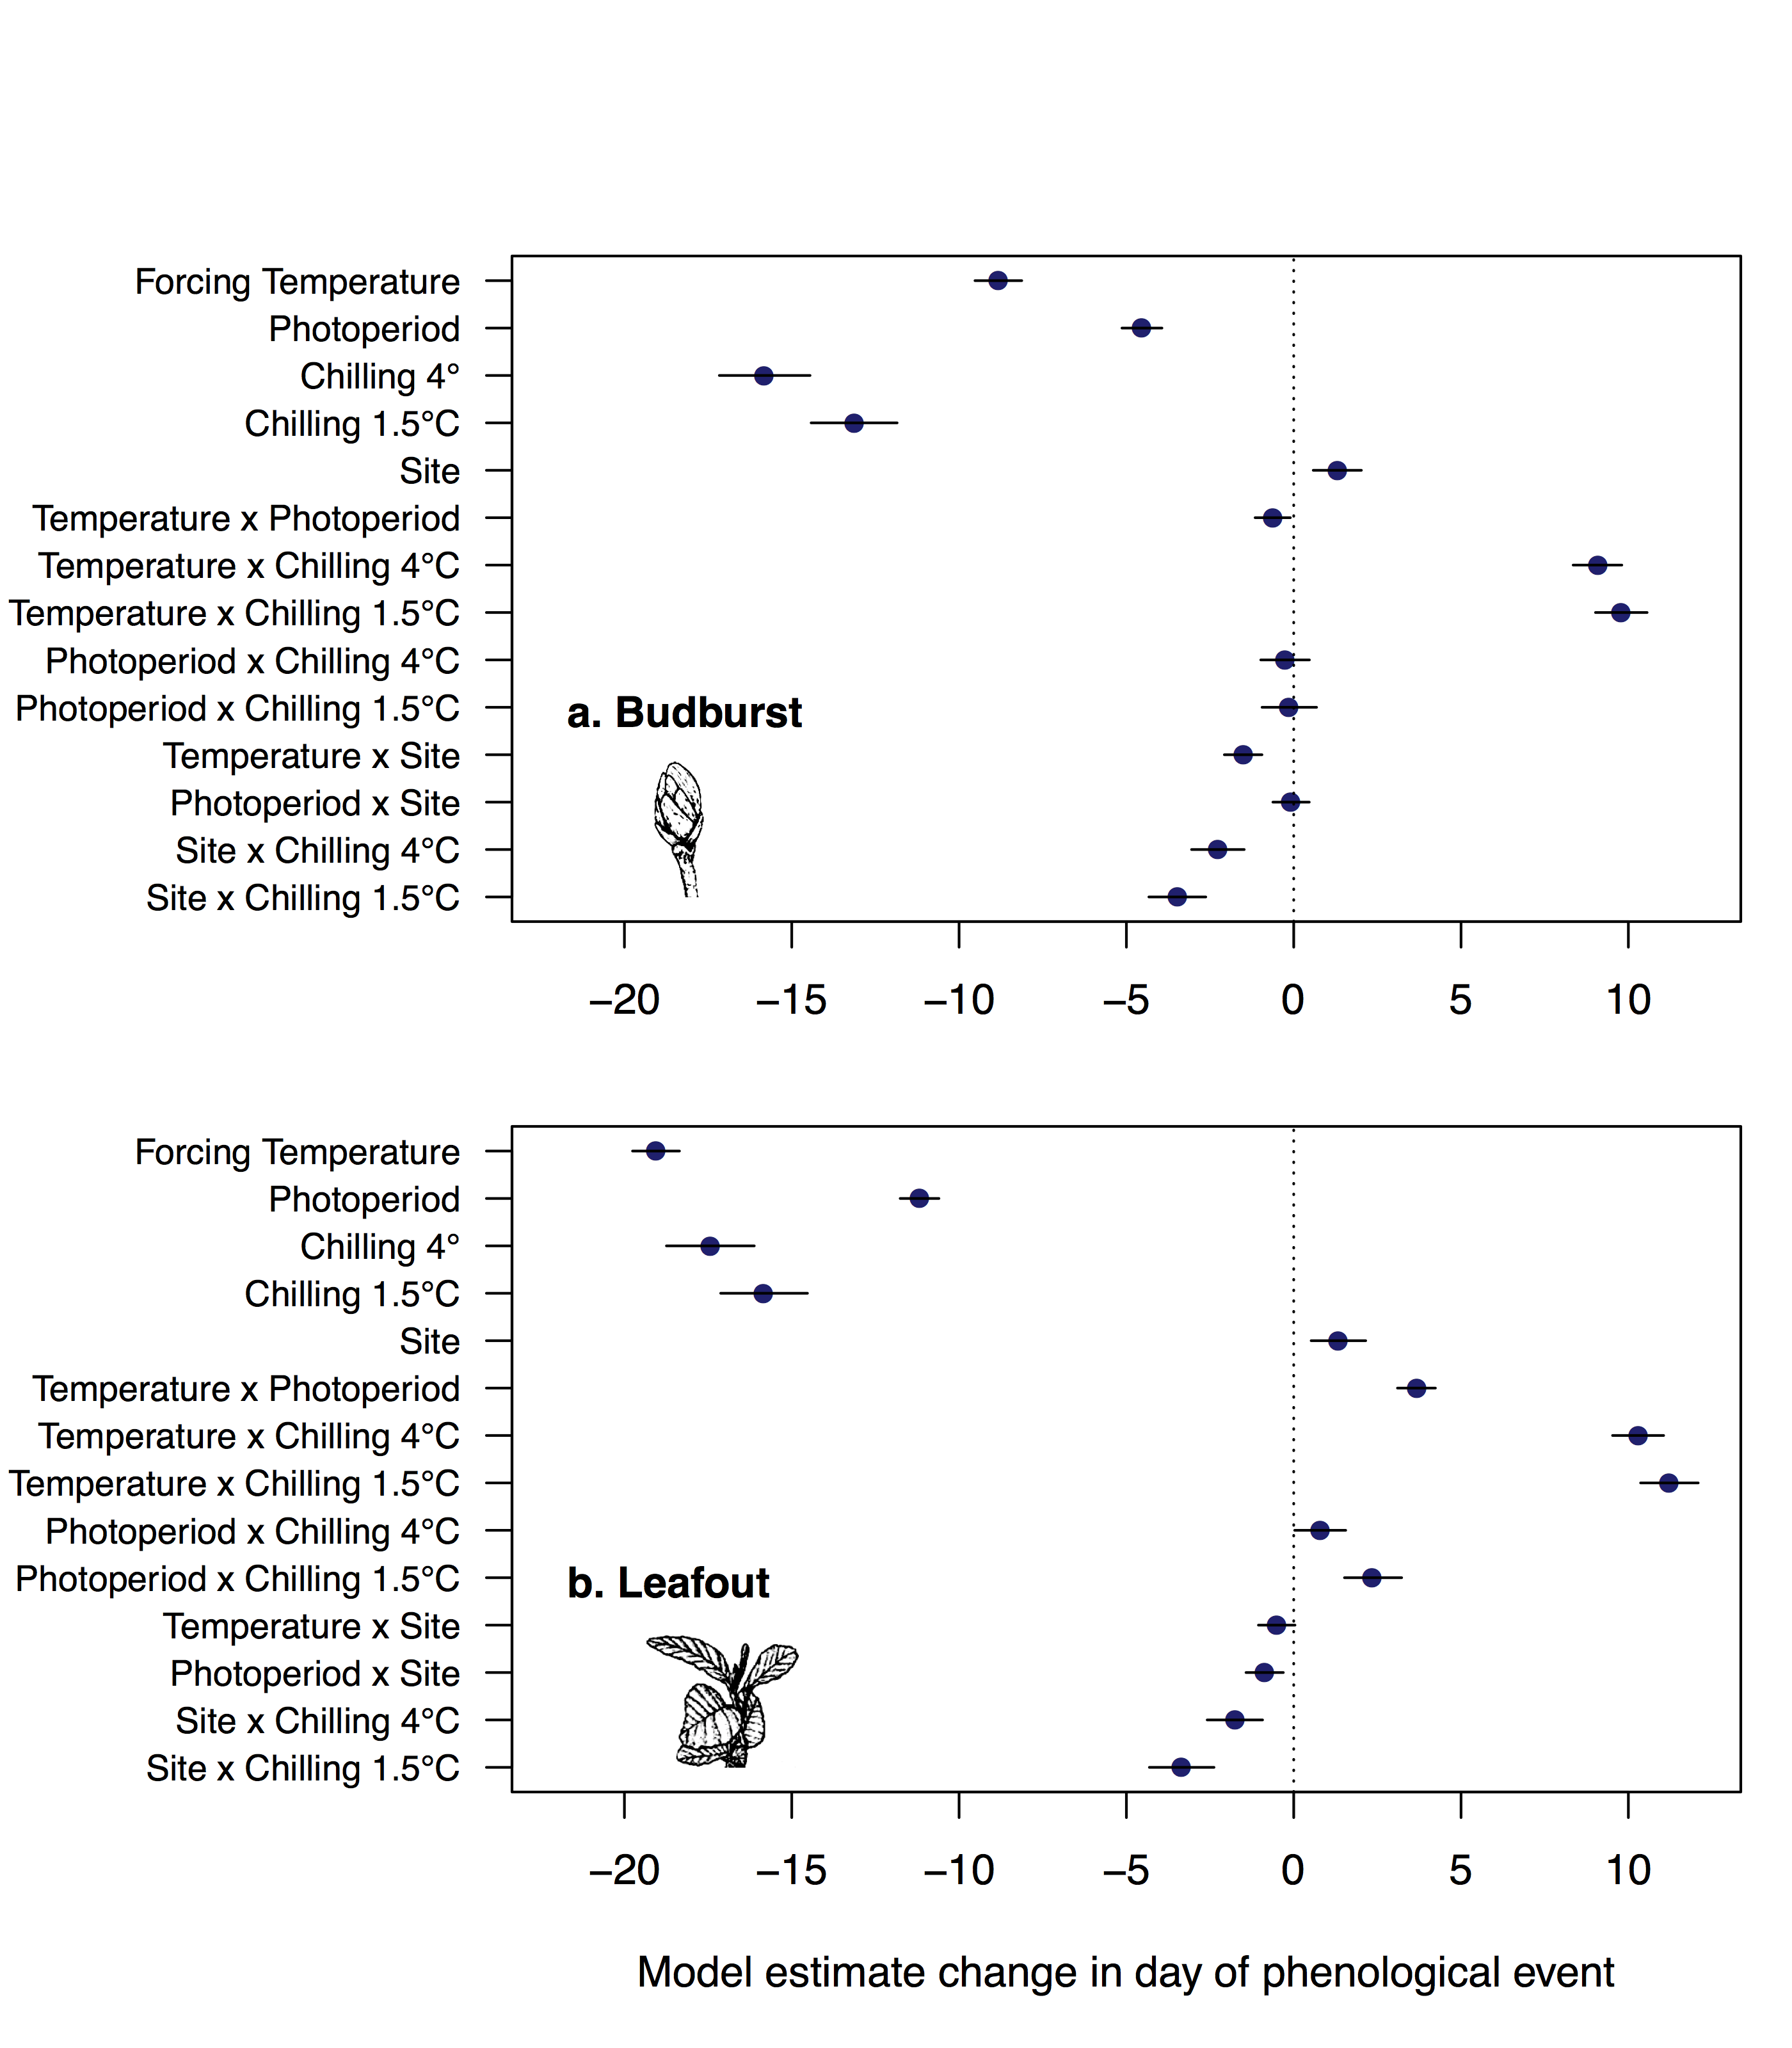 Forcing Temperature
Photoperiod
Chilling 4°
Chilling 1.5°C
Site
Temperature x Photoperiod
Temperature x Chilling 4°C
Temperature x Chilling 1.5°C
Photoperiod x Chilling 4°C
Photoperiod x Chilling 1.5°C
Temperature x Site
Photoperiod x Site
Site x Chilling 4°C
Site x Chilling 1.5°C
a. Budburst
−20 −15 −10 −5 0 5 10
Forcing Temperature
Photoperiod
Chilling 4°
Chilling 1.5°C
Site
Temperature x Photoperiod
Temperature x Chilling 4°C
Temperature x Chilling 1.5°C
Photoperiod x Chilling 4°C
Photoperiod x Chilling 1.5°C
Temperature x Site
Photoperiod x Site
Site x Chilling 4°C
Site x Chilling 1.5°C
b. Leafout
−20 −15 −10 −5 0 5 10
Model estimate change in day of phenological event